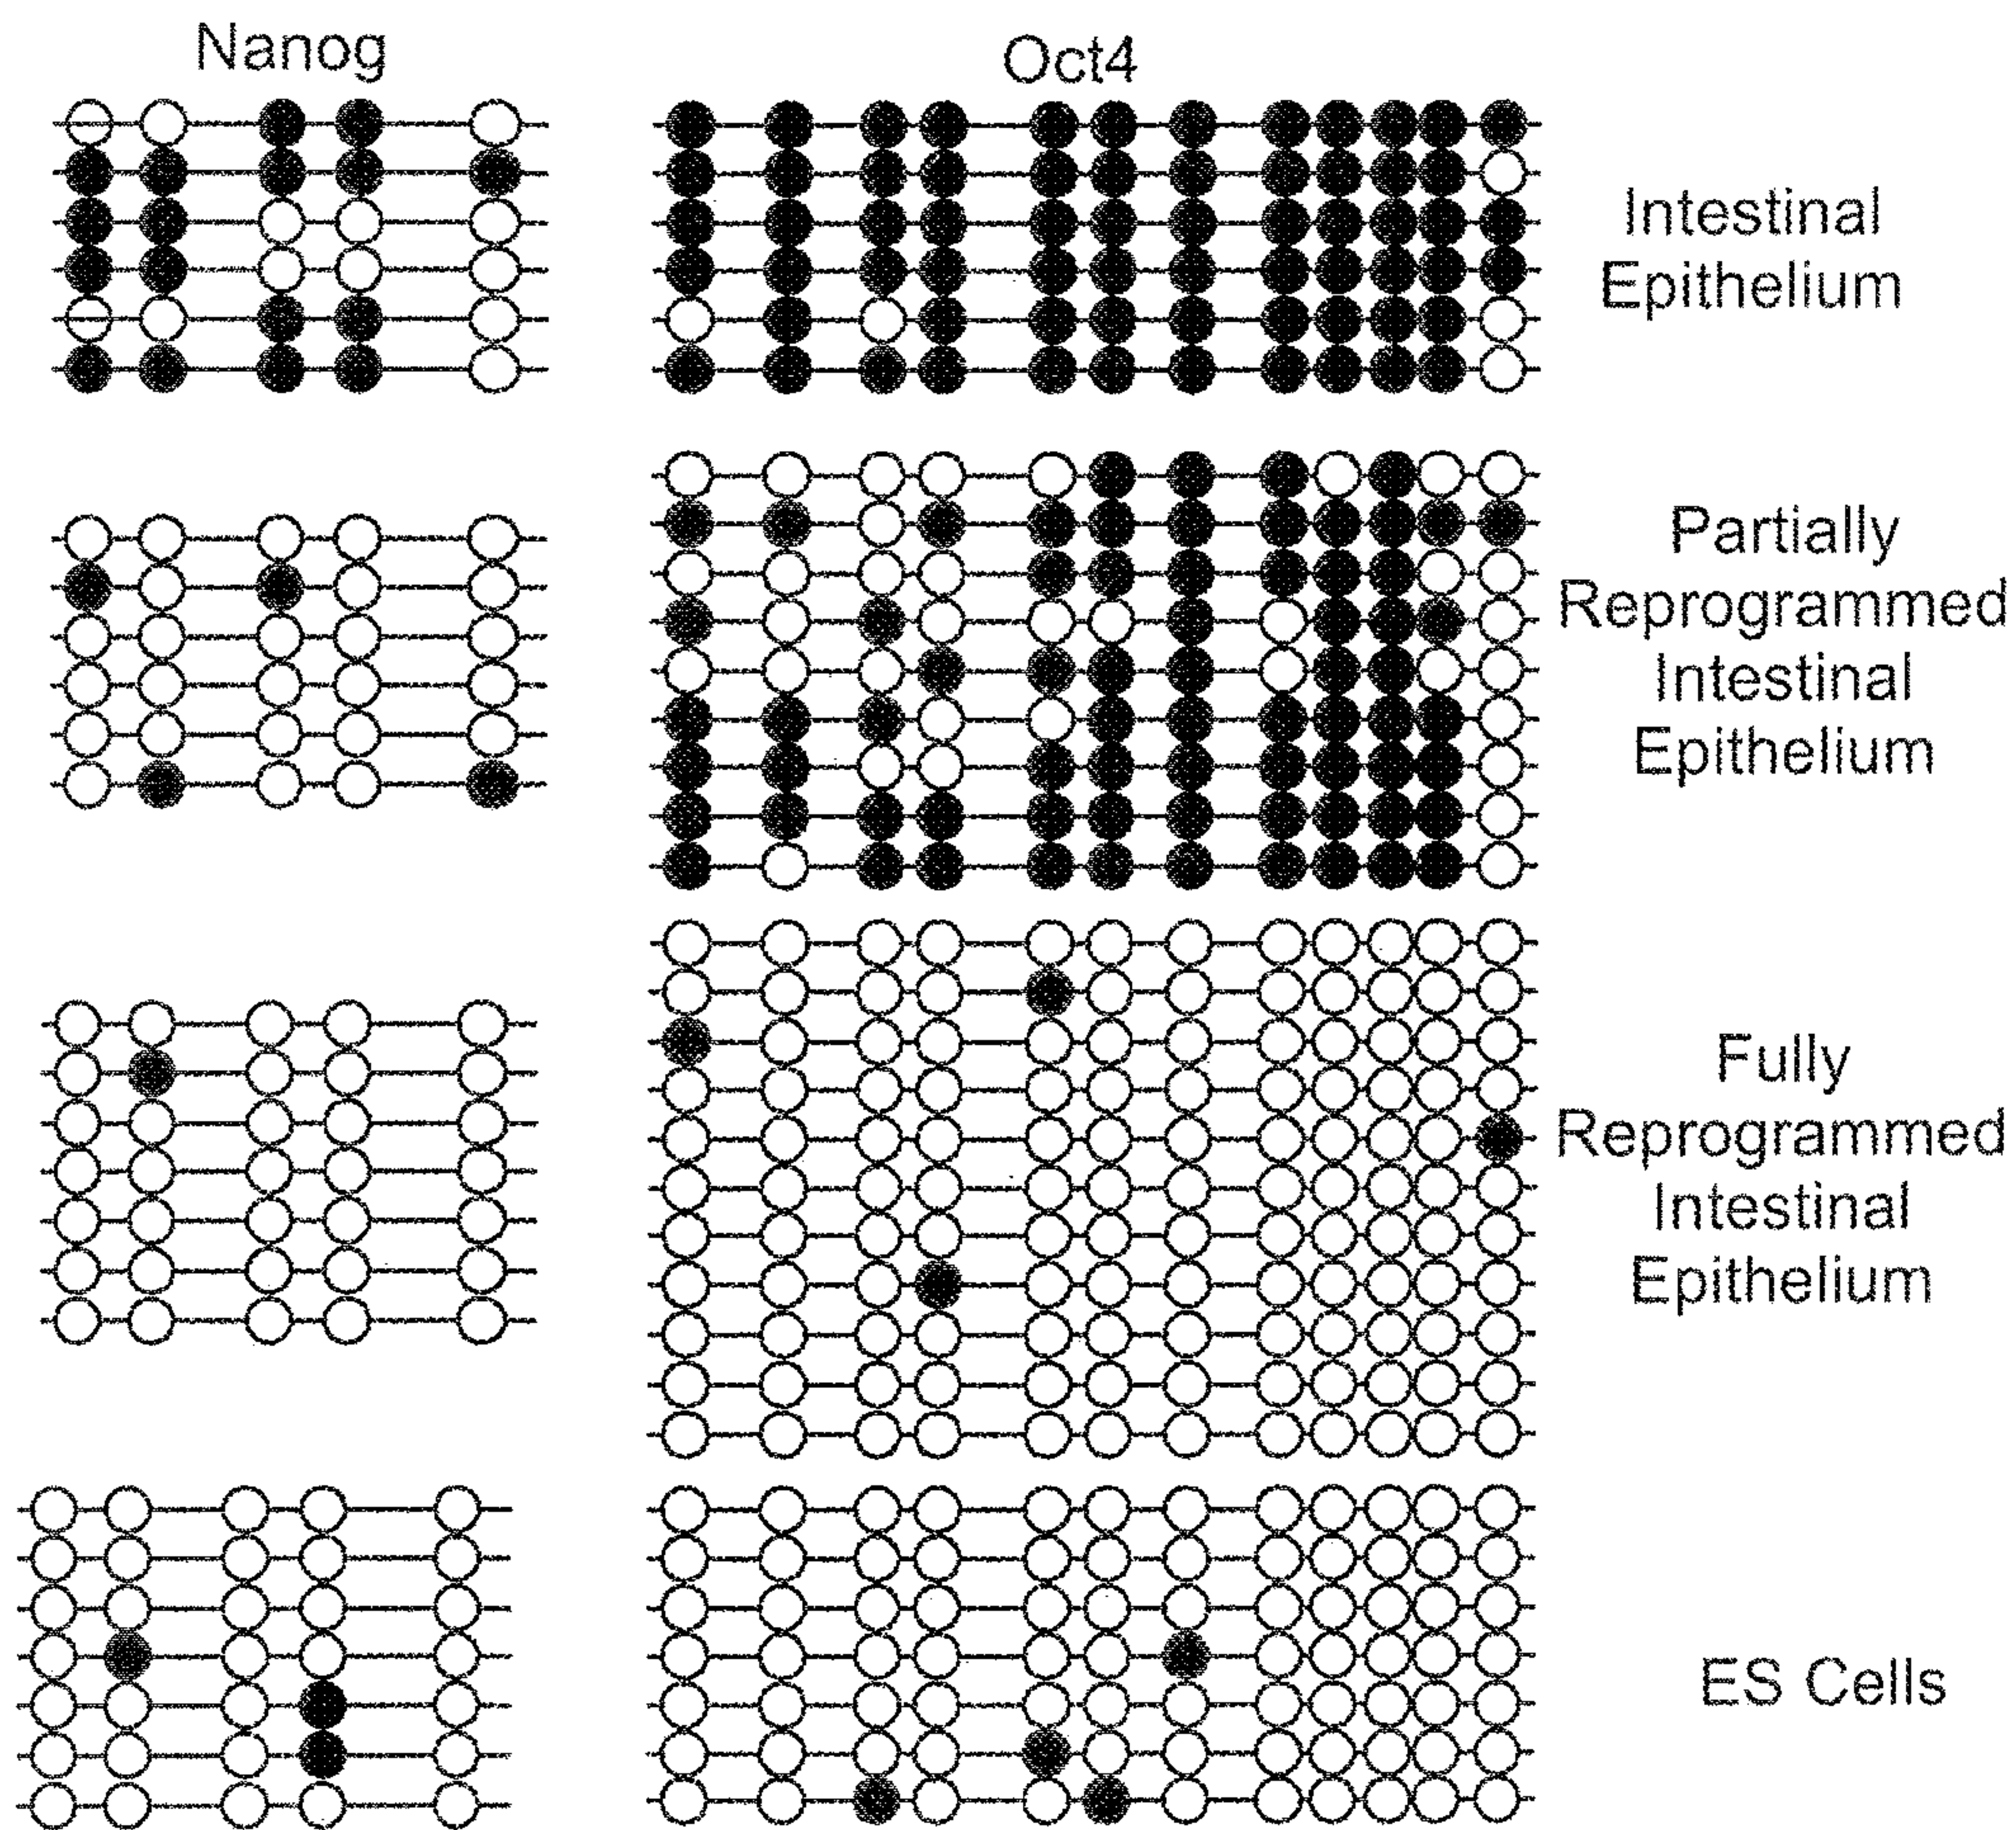 Nanog
Oct4
Intestinal
Epithelium
Partially
Reprogrammed
Intestinal
Epithelium
Fully
Reprogrammed
Intestinal
Epithelium
ES Cells